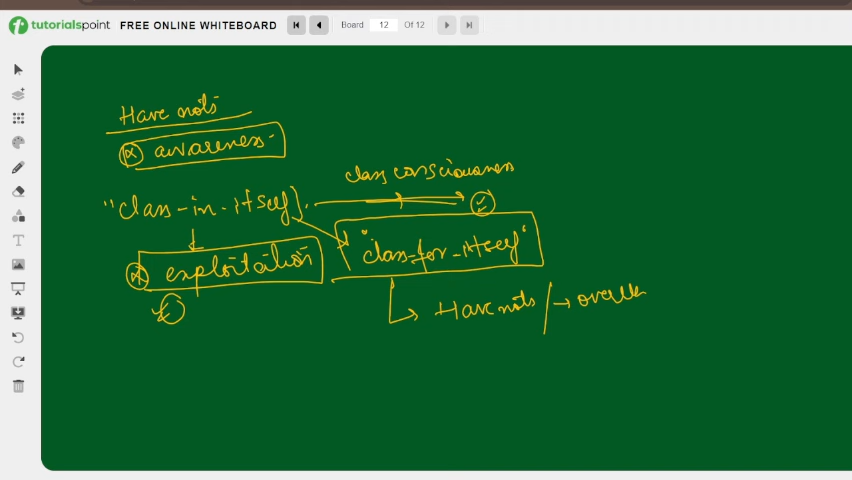 tutorialspoint FREE ONLINE WHITEBOARD Board 12 Of 12
Have nots
awareness
class consciousness
"class-in-itself)
"class-for-itself"
exploitation
Have nots / →